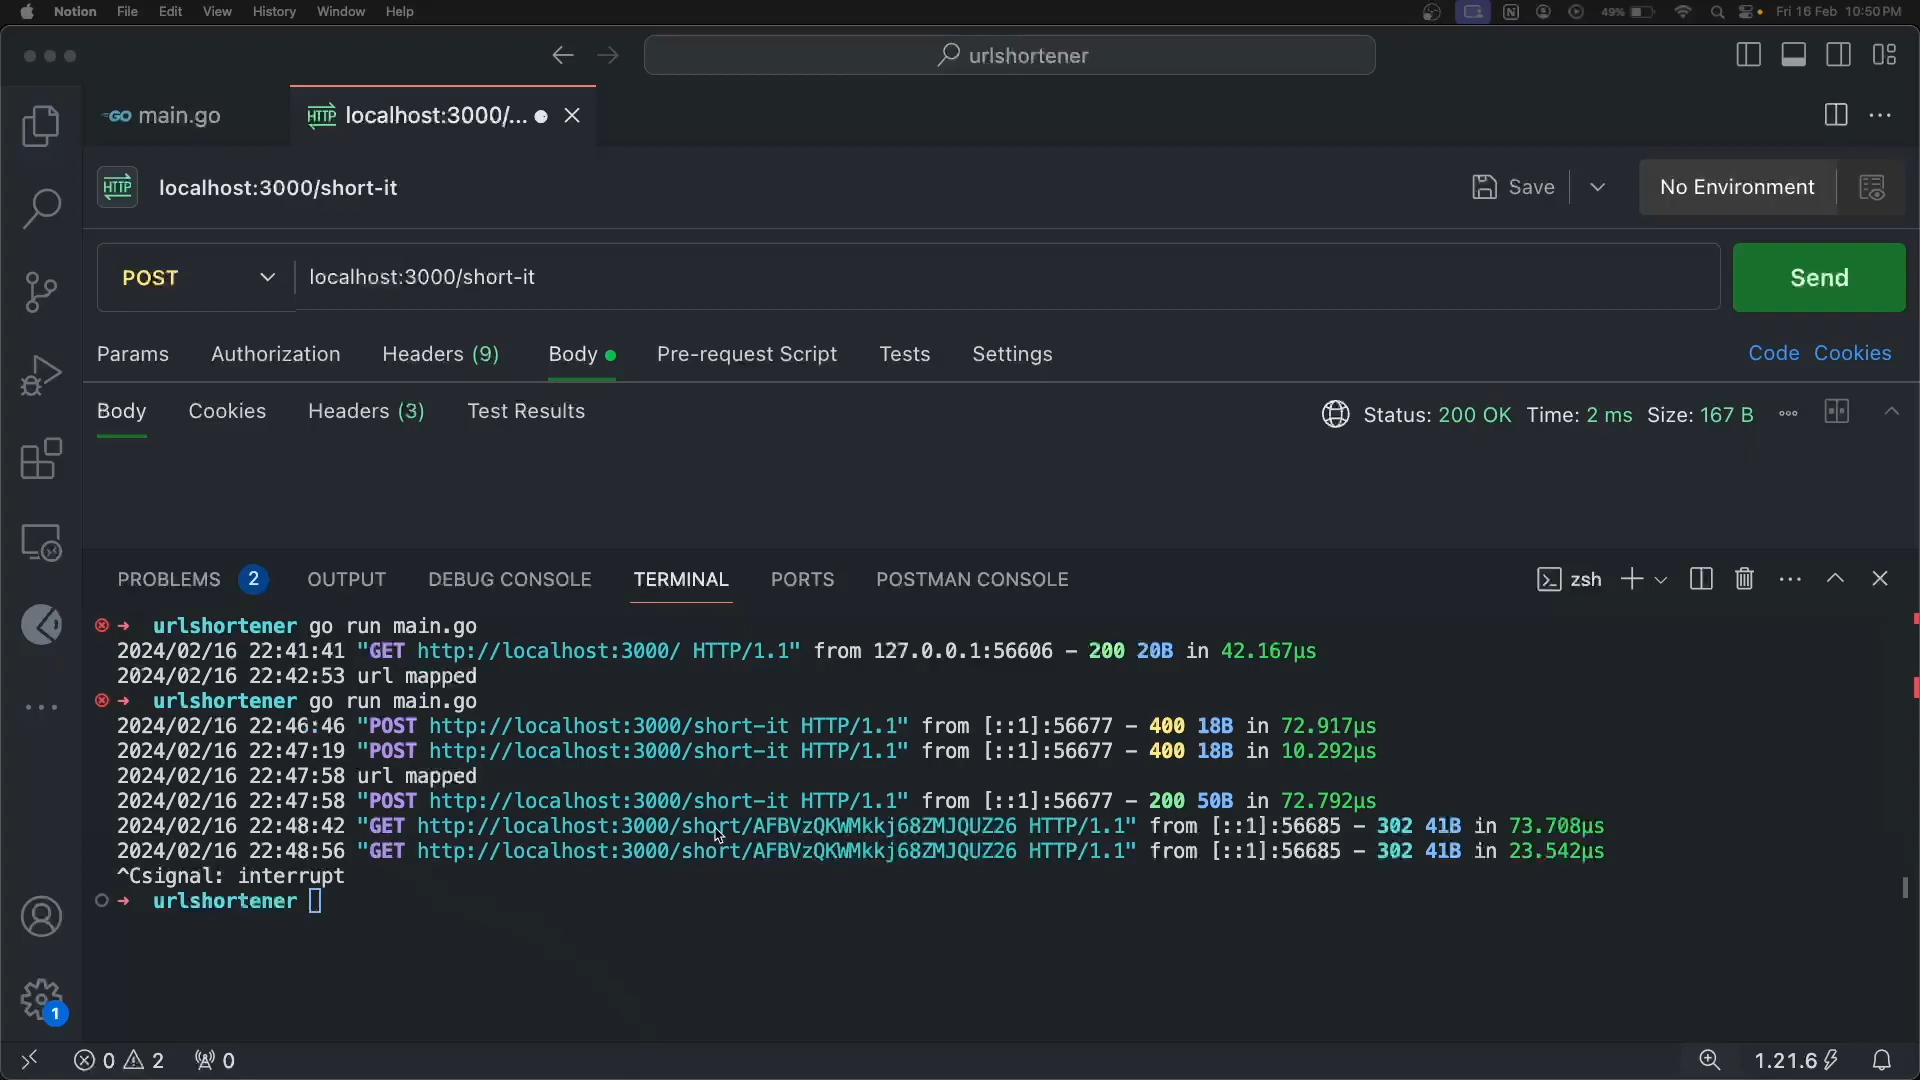 Notion File Edit View History Window Help 49% Fri 16 Feb 10:50 PM
urlshortener
GO main.go HTTP localhost:3000/... 
HTTP localhost:3000/short-it Save No Environment
POST localhost:3000/short-it Send
Params Authorization Headers (9) Body Pre-request Script Tests Settings Code Cookies
Body Cookies Headers (3) Test Results Status: 200 OK Time: 2 ms Size: 167 B
PROBLEMS 2 OUTPUT DEBUG CONSOLE TERMINAL PORTS POSTMAN CONSOLE zsh
➜ urlshortener go run main.go
2024/02/16 22:41:41 "GET http://localhost:3000/ HTTP/1.1" from 127.0.0.1:56606 – 200 20B in 42.167µs
2024/02/16 22:42:53 url mapped
➜ urlshortener go run main.go
2024/02/16 22:46:46 "POST http://localhost:3000/short-it HTTP/1.1" from [::1]:56677 – 400 18B in 72.917µs
2024/02/16 22:47:19 "POST http://localhost:3000/short-it HTTP/1.1" from [::1]:56677 – 400 18B in 10.292µs
2024/02/16 22:47:58 url mapped
2024/02/16 22:47:58 "POST http://localhost:3000/short-it HTTP/1.1" from [::1]:56677 – 200 50B in 72.792µs
2024/02/16 22:48:42 "GET http://localhost:3000/short/AFBVzQKWMkkj68ZMJQUZ26 HTTP/1.1" from [::1]:56685 – 302 41B in 73.708µs
2024/02/16 22:48:56 "GET http://localhost:3000/short/AFBVzQKWMkkj68ZMJQUZ26 HTTP/1.1" from [::1]:56685 – 302 41B in 23.542µs
^Csignal: interrupt
➜ urlshortener
1
0 2 0 1.21.6